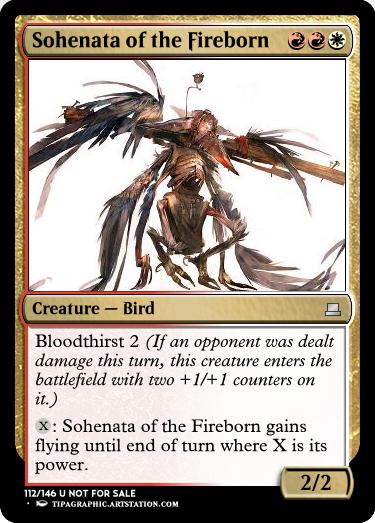 Sohenata of the Fireborn
Creature — Bird
Bloodthirst 2 (If an opponent was dealt
damage this turn, this creature enters the
battlefield with two +1/+1 counters on
it.)
X: Sohenata of the Fireborn gains
flying until end of turn where X is its
power.
2/2
112/146 U NOT FOR SALE
TIPAGRAPHIC.ARTSTATION.COM